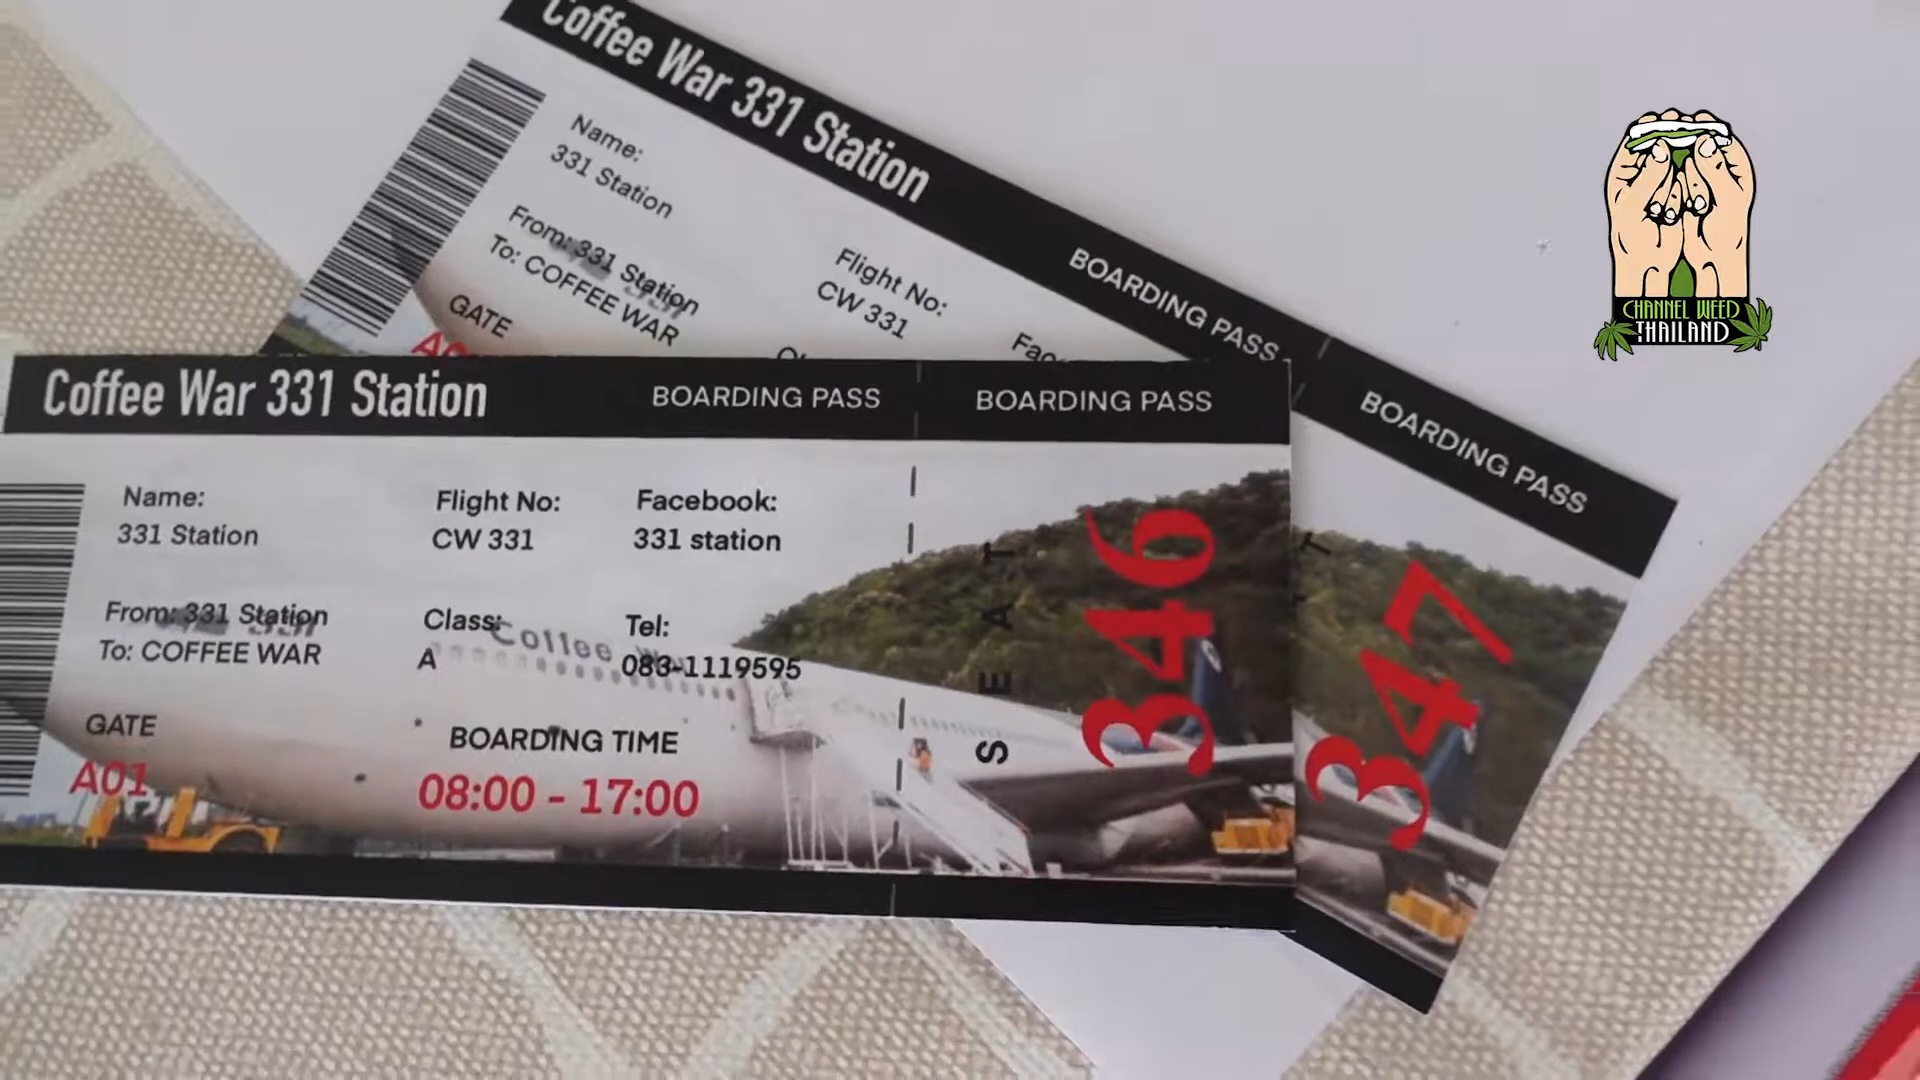 Coffee War 331 Station
BOARDING PASS
BOARDING PASS
Name:
331 Station
Flight No:
CW 331
From: 331 Station
To: COFFEE WAR
GATE
347
CHANNEL WEED
THAILAND
Coffee War 331 Station
BOARDING PASS
BOARDING PASS
Name:
331 Station
Flight No:
CW 331
Facebook:
331 station
From: 331 Station
To: COFFEE WAR
Class:
A
Coffee
Tel:
083-1119595
GATE
A01
BOARDING TIME
08:00 - 17:00
SEAT
346